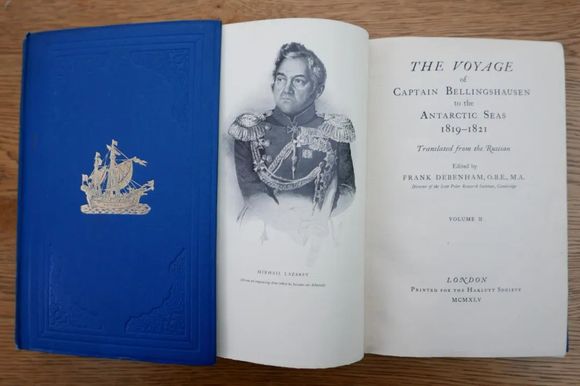 MIKHAIL LAZAREV
THE VOYAGE
of
CAPTAIN BELLINGSHAUSEN
to the
ANTARCTIC SEAS
1819–1821
Translated from the Russian
Edited by
FRANK DEBENHAM, O.B.E., M.A.
Director of the Scott Polar Research Institute, Cambridge
VOLUME II
LONDON
PRINTED FOR THE HAKLUYT SOCIETY
MCMXLV